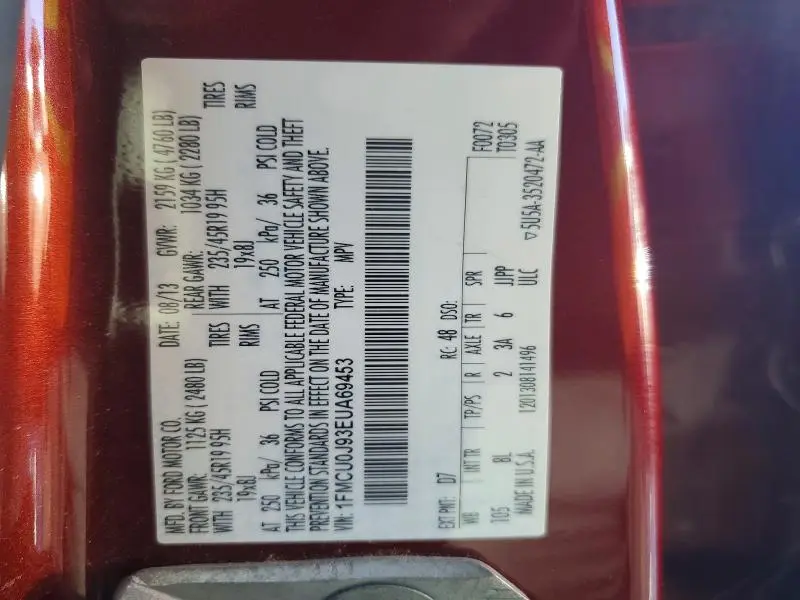 MFD. BY FORD MOTOR CO.
DATE: 08/13 GVWR: 2159 KG ( 4760 LB)
FRONT GAWR: 1125 KG ( 2480 LB) REAR GAWR: 1034 KG ( 2280 LB)
WITH 235/45R19 95H TIRES WITH 235/45R19 95H TIRES
19x8J RIMS 19x8J RIMS
AT 250 kPa/ 36 PSI COLD AT 250 kPa/ 36 PSI COLD
THIS VEHICLE CONFORMS TO ALL APPLICABLE FEDERAL MOTOR VEHICLE SAFETY AND THEFT
PREVENTION STANDARDS IN EFFECT ON THE DATE OF MANUFACTURE SHOWN ABOVE.
VIN: 1FMCU0J93EUA69453 TYPE: MPV
EXT PNT: D7 RC: 48 DSO: F0072
WB INT TR TP/PS R AXLE TR SPR T0305
105 8L 2 3A 6 JJPP
MADE IN U.S.A. 1201308141496 ULC ▽5U5A-3520472-AA